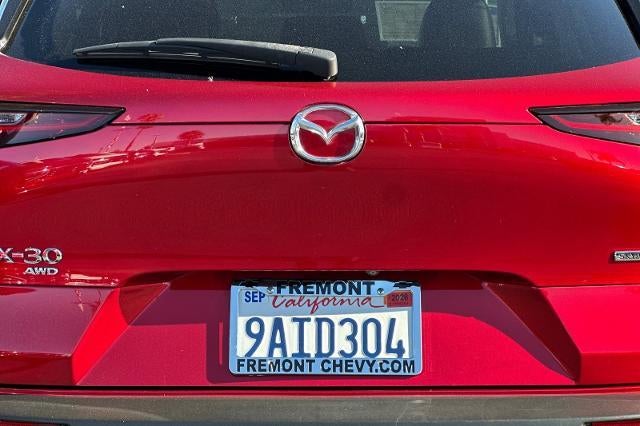 X-30
AWD
FREMONT
SEP California 2026
9AID304
FREMONT CHEVY.COM